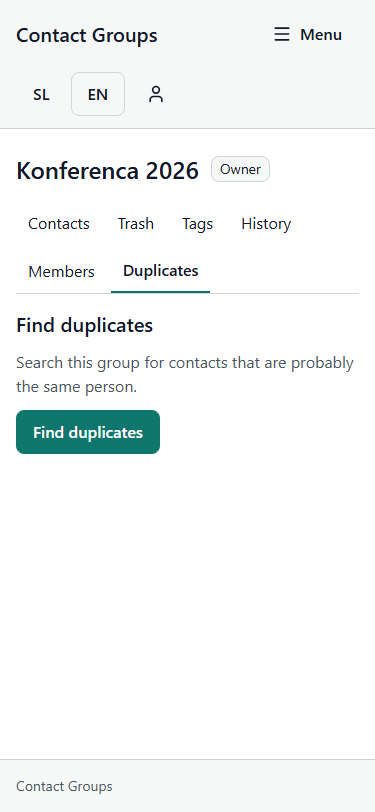 Contact Groups
Menu
SL
EN
Konferenca 2026
Owner
Contacts
Trash
Tags
History
Members
Duplicates
Find duplicates
Search this group for contacts that are probably
the same person.
Find duplicates
Contact Groups